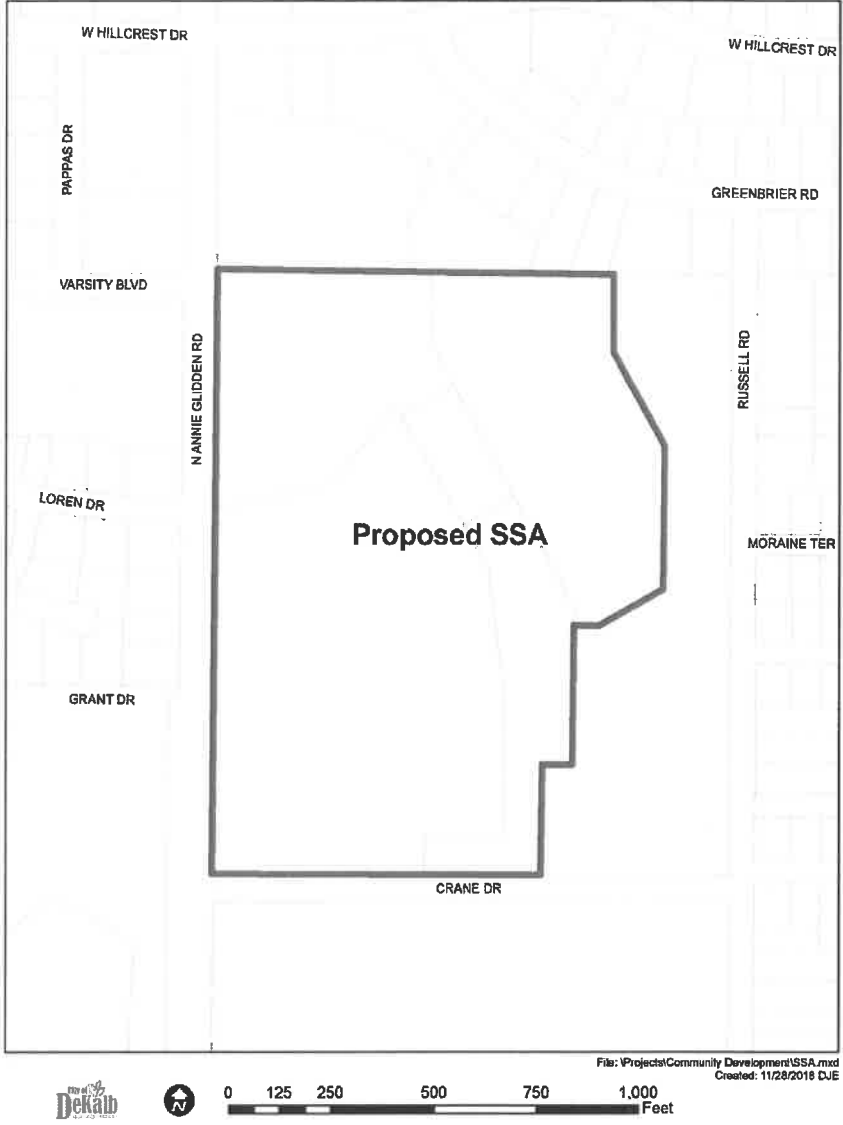 W HILLCREST DR
W HILLCREST DR
PAPPAS DR
GREENBRIER RD
VARSITY BLVD
N ANNIE GLIDDEN RD
RUSSELL RD
LOREN DR
Proposed SSA
MORAINE TER
GRANT DR
CRANE DR
File: \Projects\Community Development\SSA.mxd
Created: 11/28/2018 DJE
City of
DeKalb
N
0 125 250 500 750 1,000
Feet